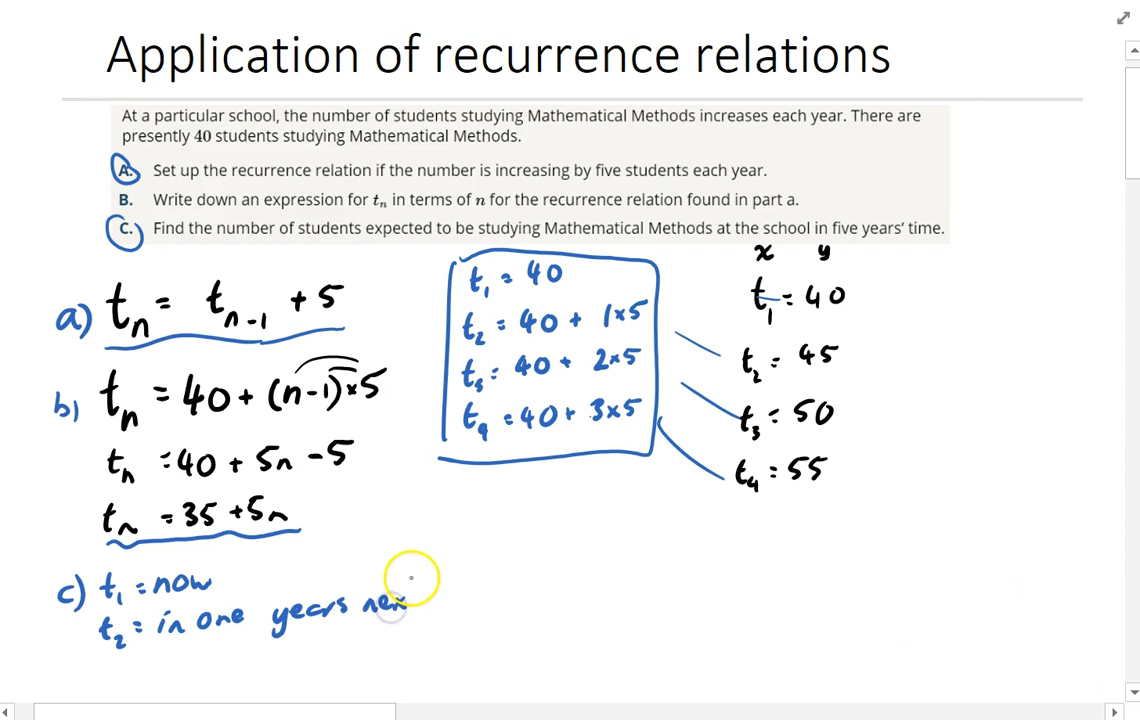 Application of recurrence relations
At a particular school, the number of students studying Mathematical Methods increases each year. There are
presently 40 students studying Mathematical Methods.
A. Set up the recurrence relation if the number is increasing by five students each year.
B. Write down an expression for tₙ in terms of n for the recurrence relation found in part a.
C. Find the number of students expected to be studying Mathematical Methods at the school in five years' time.
a) tₙ = tₙ₋₁ + 5
b) tₙ = 40 + (n-1)×5
tₙ = 40 + 5n - 5
tₙ = 35 + 5n
c) t₁ = now
t₂ = in one years nex
t₁ = 40
t₂ = 40 + 1×5
t₃ = 40 + 2×5
t₄ = 40 + 3×5
x y
t₁ = 40
t₂ = 45
t₃ = 50
t₄ = 55